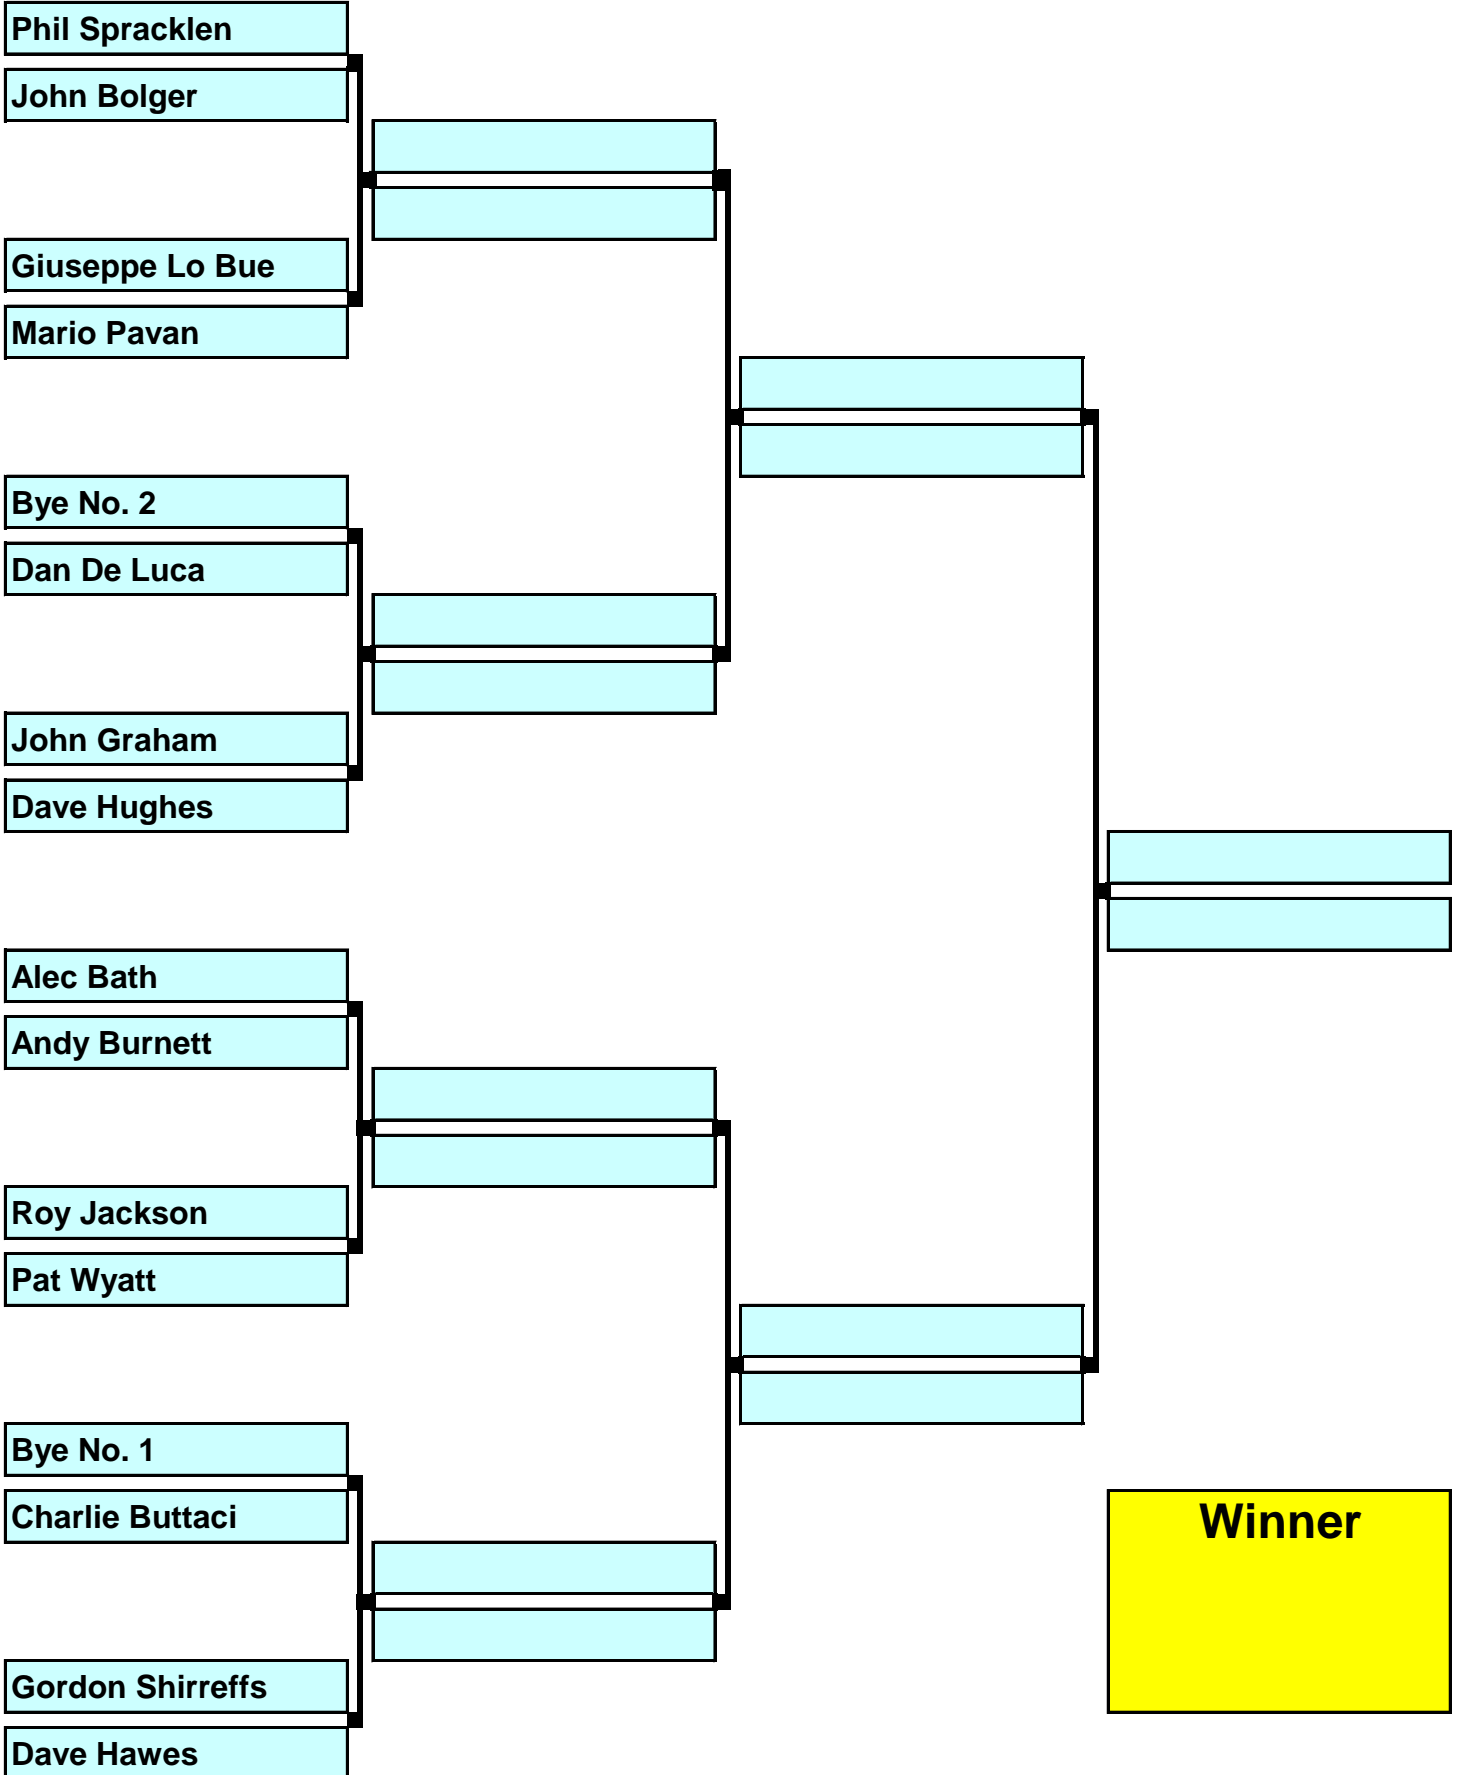 Phil Spracklen
John Bolger
Giuseppe Lo Bue
Mario Pavan
Bye No. 2
Dan De Luca
John Graham
Dave Hughes
Alec Bath
Andy Burnett
Roy Jackson
Pat Wyatt
Bye No. 1
Charlie Buttaci
Winner
Gordon Shirreffs
Dave Hawes